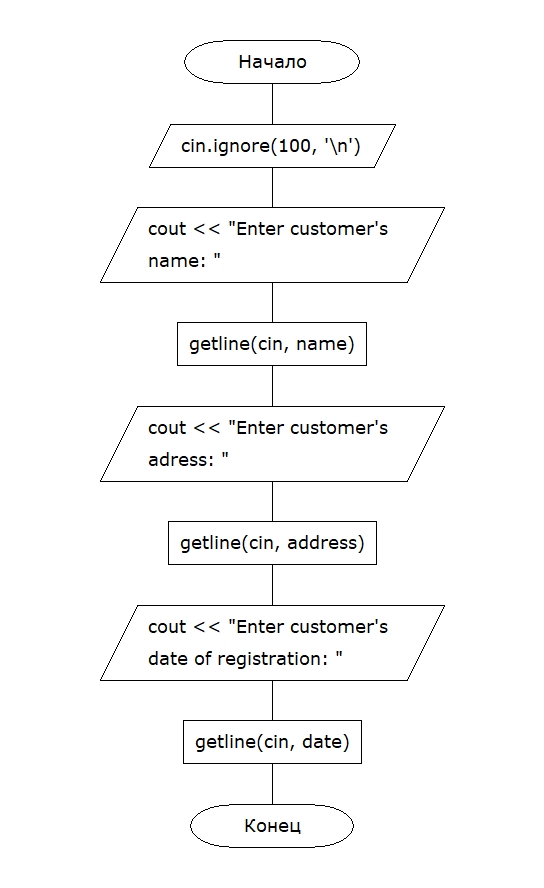 Начало
cin.ignore(100, '\n')
cout << "Enter customer's
name: "
getline(cin, name)
cout << "Enter customer's
adress: "
getline(cin, address)
cout << "Enter customer's
date of registration: "
getline(cin, date)
Конец